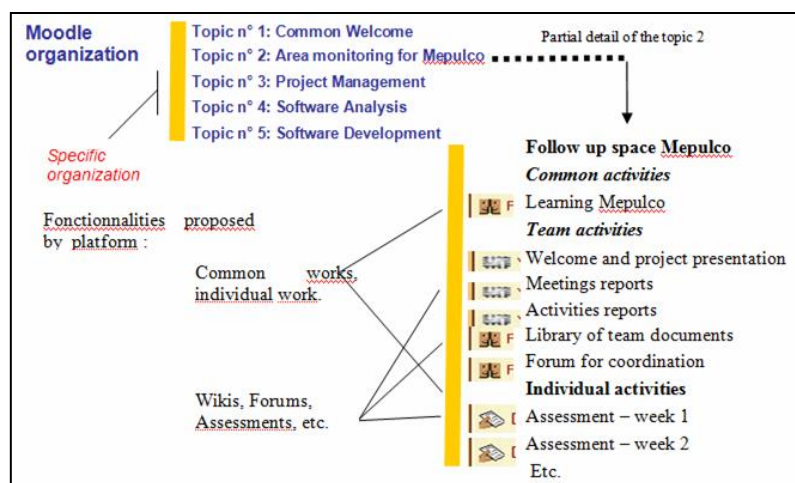 Moodle
organization
Topic n° 1: Common Welcome
Topic n° 2: Area monitoring for Mepulco
Topic n° 3: Project Management
Topic n° 4: Software Analysis
Topic n° 5: Software Development
Partial detail of the topic 2
Specific
organization
Fonctionnalities proposed
by platform :
Common works,
individual work.
Wikis, Forums,
Assessments, etc.
Follow up space Mepulco
Common activities
F Learning Mepulco
Team activities
Welcome and project presentation
Meetings reports
Activities reports
F Library of team documents
F Forum for coordination
Individual activities
D Assessment – week 1
D Assessment – week 2
Etc.